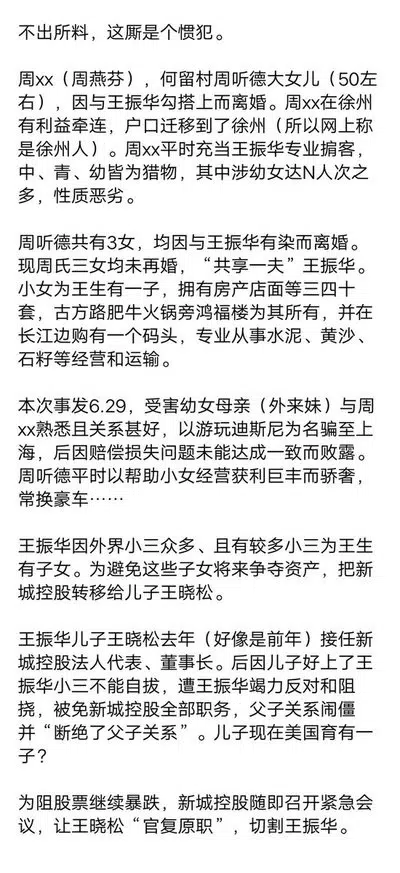 不出所料，这厮是个惯犯。
周xx（周燕芬），何留村周听德大女儿（50左
右），因与王振华勾搭上而离婚。周xx在徐州
有利益牵连，户口迁移到了徐州（所以网上称
是徐州人）。周xx平时充当王振华专业掮客，
中、青、幼皆为猎物，其中涉幼女达N人次之
多，性质恶劣。
周听德共有3女，均因与王振华有染而离婚。
现周氏三女均未再婚，“共享一夫”王振华。
小女为王生有一子，拥有房产店面等三四十
套，古方路肥牛火锅旁鸿福楼为其所有，并在
长江边购有一个码头，专业从事水泥、黄沙、
石籽等经营和运输。
本次事发6.29，受害幼女母亲（外来妹）与周
xx熟悉且关系甚好，以游玩迪斯尼为名骗至上
海，后因赔偿损失问题未能达成一致而败露。
周听德平时以帮助小女经营获利巨丰而骄奢，
常换豪车⋯⋯
王振华因外界小三众多、且有较多小三为王生
有子女。为避免这些子女将来争夺资产，把新
城控股转移给儿子王晓松。
王振华儿子王晓松去年（好像是前年）接任新
城控股法人代表、董事长。后因儿子好上了王
振华小三不能自拔，遭王振华竭力反对和阻
挠，被免新城控股全部职务，父子关系闹僵
并“断绝了父子关系”。儿子现在美国育有一
子？
为阻股票继续暴跌，新城控股随即召开紧急会
议，让王晓松“官复原职”，切割王振华。